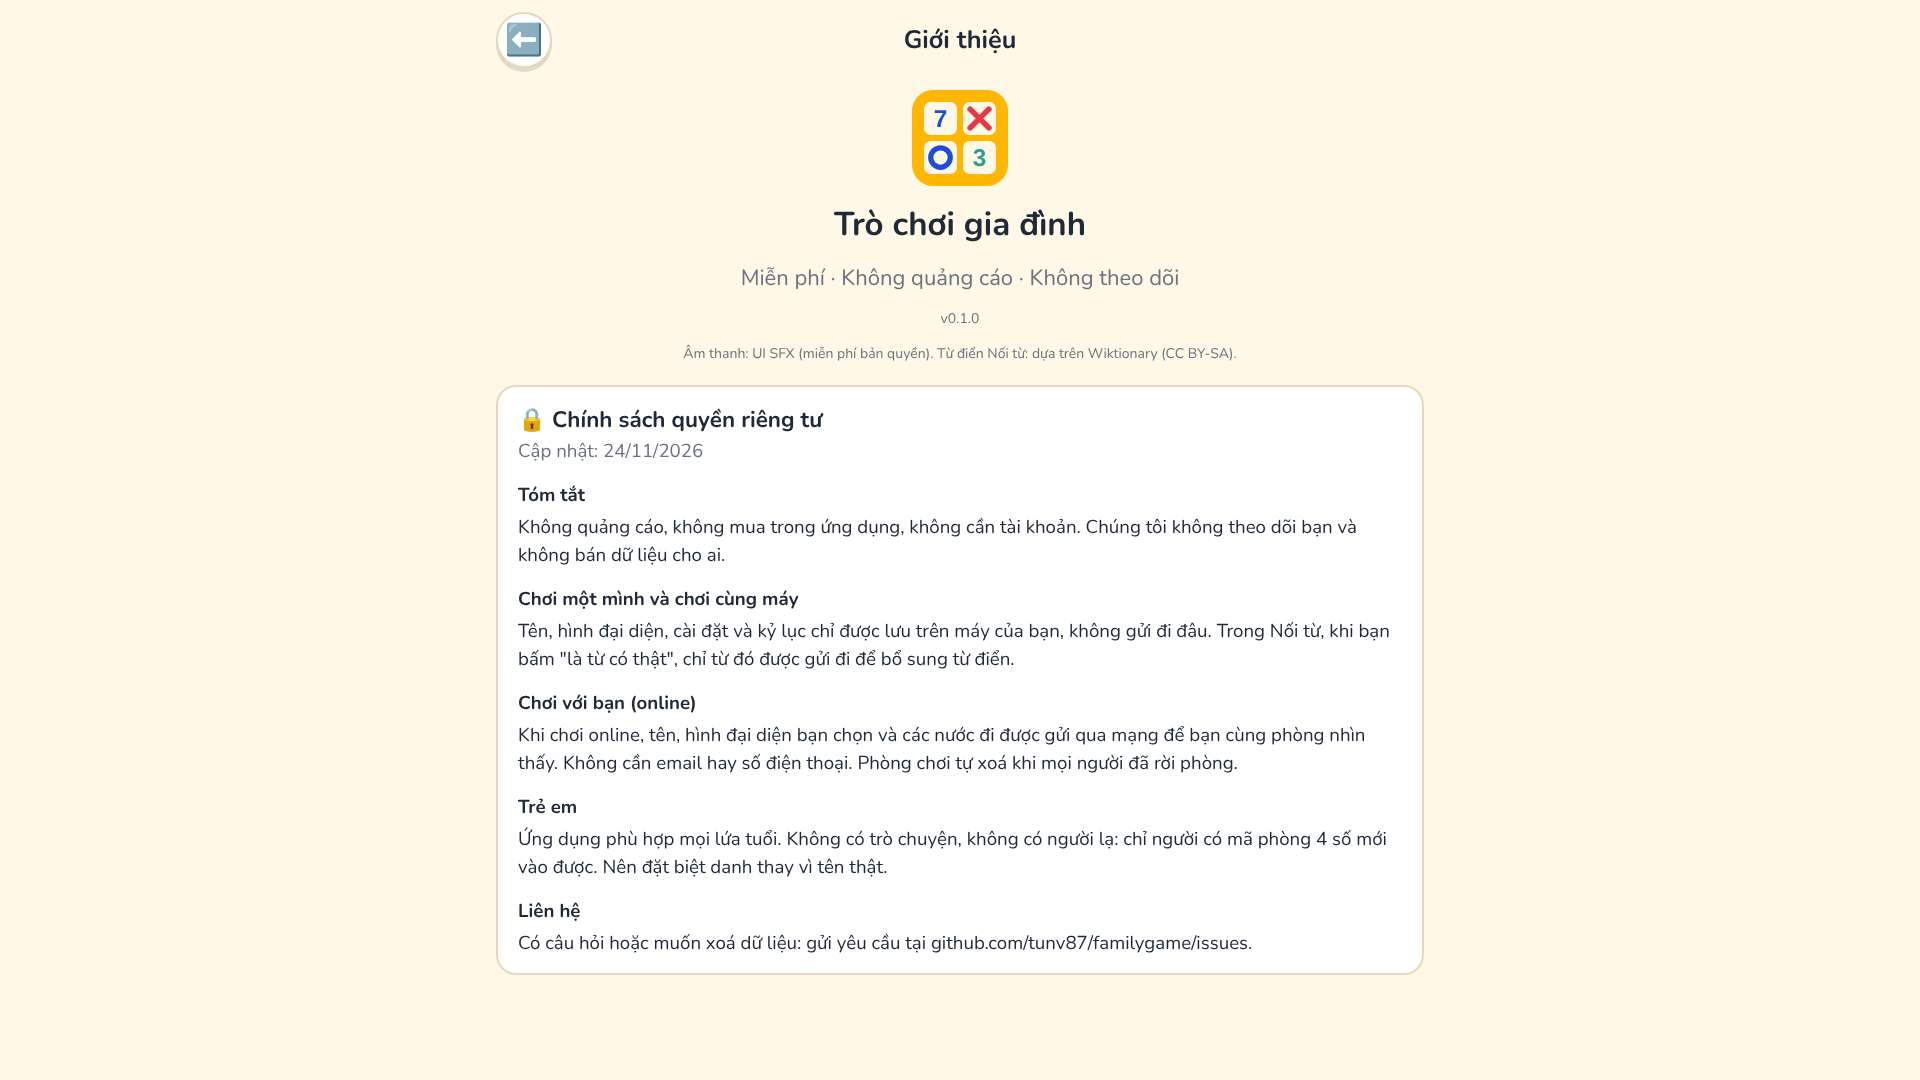 Giới thiệu
7
3
Trò chơi gia đình
Miễn phí · Không quảng cáo · Không theo dõi
v0.1.0
Âm thanh: UI SFX (miễn phí bản quyền). Từ điển Nối từ: dựa trên Wiktionary (CC BY-SA).
🔒 Chính sách quyền riêng tư
Cập nhật: 24/11/2026
Tóm tắt
Không quảng cáo, không mua trong ứng dụng, không cần tài khoản. Chúng tôi không theo dõi bạn và
không bán dữ liệu cho ai.
Chơi một mình và chơi cùng máy
Tên, hình đại diện, cài đặt và kỷ lục chỉ được lưu trên máy của bạn, không gửi đi đâu. Trong Nối từ, khi bạn
bấm "là từ có thật", chỉ từ đó được gửi đi để bổ sung từ điển.
Chơi với bạn (online)
Khi chơi online, tên, hình đại diện bạn chọn và các nước đi được gửi qua mạng để bạn cùng phòng nhìn
thấy. Không cần email hay số điện thoại. Phòng chơi tự xoá khi mọi người đã rời phòng.
Trẻ em
Ứng dụng phù hợp mọi lứa tuổi. Không có trò chuyện, không có người lạ: chỉ người có mã phòng 4 số mới
vào được. Nên đặt biệt danh thay vì tên thật.
Liên hệ
Có câu hỏi hoặc muốn xoá dữ liệu: gửi yêu cầu tại github.com/tunv87/familygame/issues.